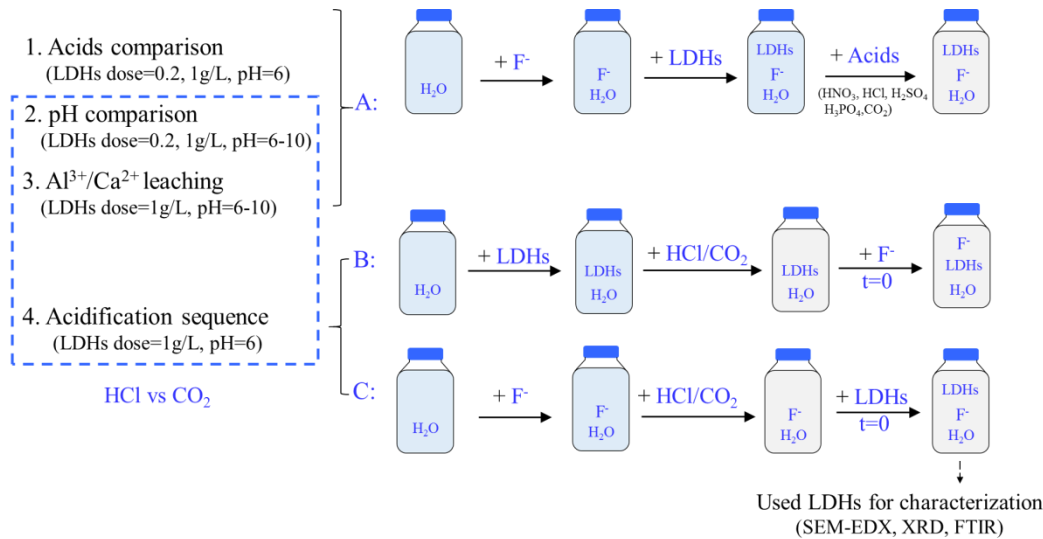 1. Acids comparison
(LDHs dose=0.2, 1g/L, pH=6)
2. pH comparison
(LDHs dose=0.2, 1g/L, pH=6-10)
3. Al³⁺/Ca²⁺ leaching
(LDHs dose=1g/L, pH=6-10)
4. Acidification sequence
(LDHs dose=1g/L, pH=6)
HCl vs CO₂
A:
H₂O
+ F⁻
F⁻
H₂O
+ LDHs
LDHs
F⁻
H₂O
+ Acids
(HNO₃, HCl, H₂SO₄
H₃PO₄,CO₂)
LDHs
F⁻
H₂O
B:
H₂O
+ LDHs
LDHs
H₂O
+ HCl/CO₂
LDHs
H₂O
+ F⁻
t=0
F⁻
LDHs
H₂O
C:
H₂O
+ F⁻
F⁻
H₂O
+ HCl/CO₂
F⁻
H₂O
+ LDHs
t=0
LDHs
F⁻
H₂O
Used LDHs for characterization
(SEM-EDX, XRD, FTIR)